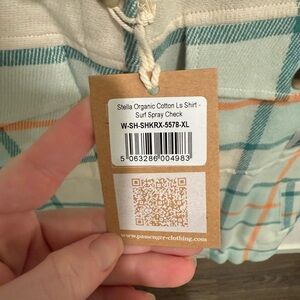 Stella Organic Cotton Ls Shirt -
Surf Spray Check
W-SH-SHKRX-5578-XL
5 063286 004983
www.passenger-clothing.com